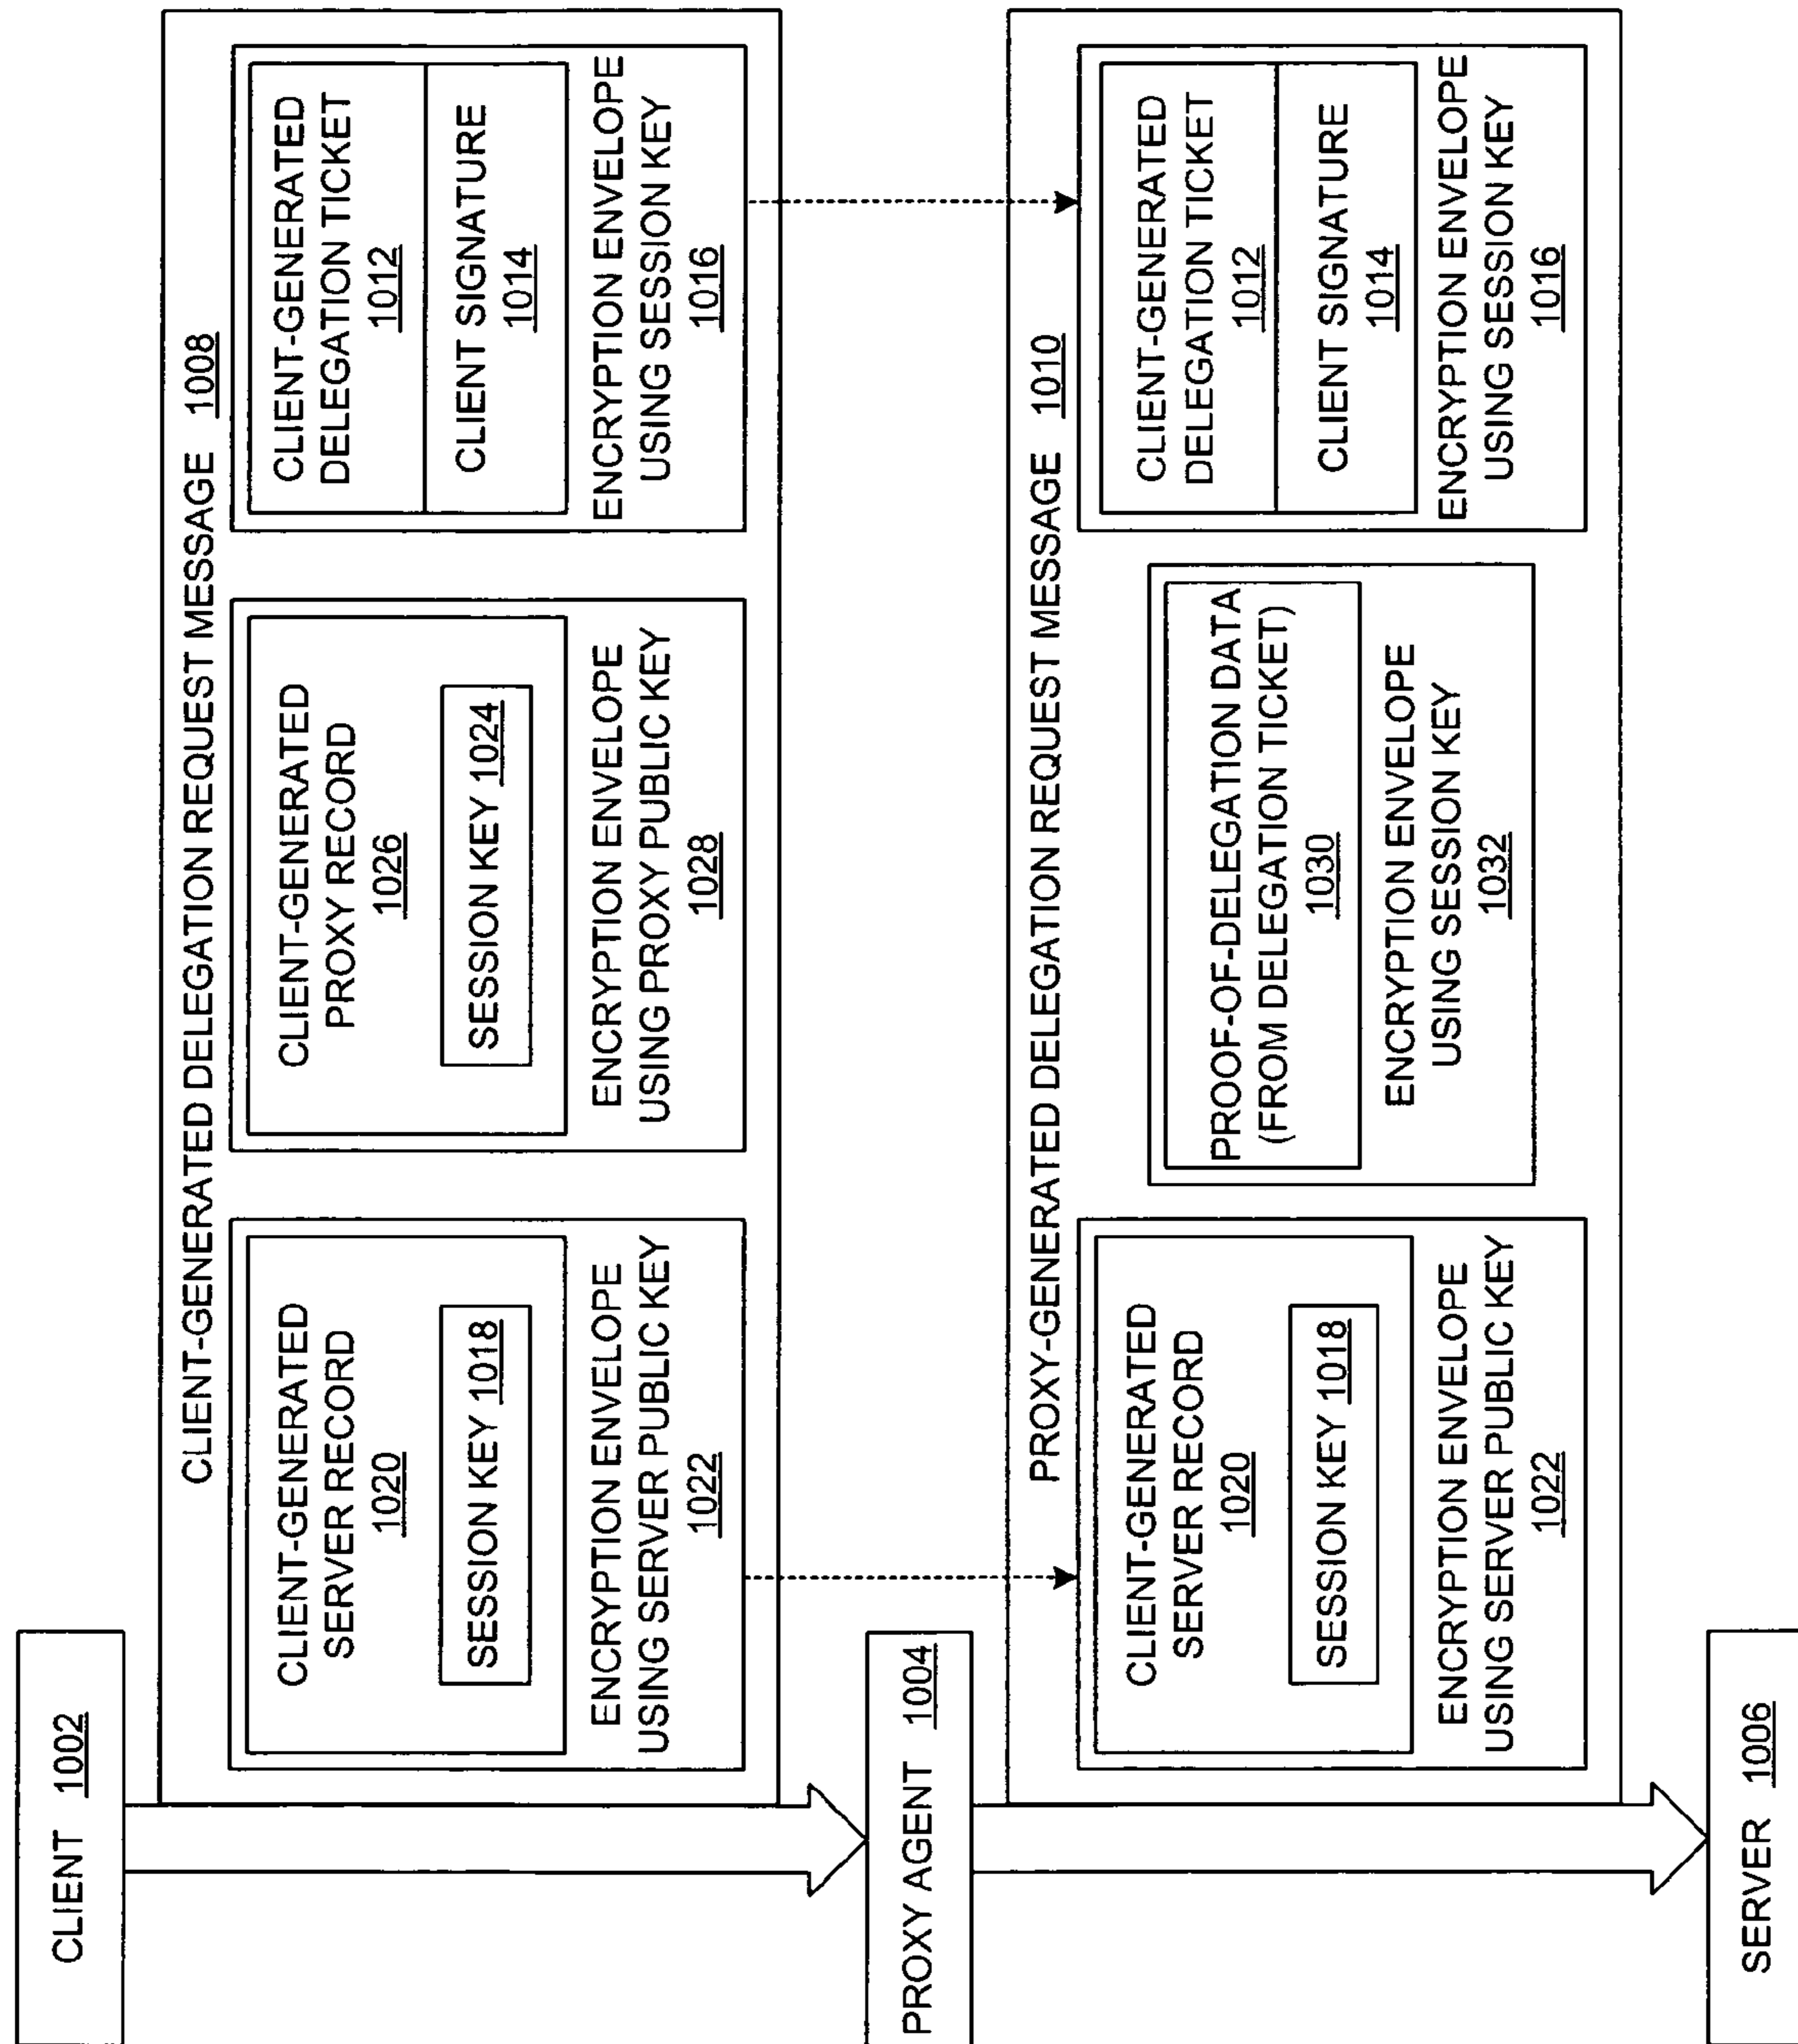 CLIENT 1002
CLIENT-GENERATED DELEGATION REQUEST MESSAGE 1008
CLIENT-GENERATED
SERVER RECORD
1020
SESSION KEY 1018
ENCRYPTION ENVELOPE
USING SERVER PUBLIC KEY
1022
CLIENT-GENERATED
PROXY RECORD
1026
SESSION KEY 1024
ENCRYPTION ENVELOPE
USING PROXY PUBLIC KEY
1028
CLIENT-GENERATED
DELEGATION TICKET
1012
CLIENT SIGNATURE
1014
ENCRYPTION ENVELOPE
USING SESSION KEY
1016
PROXY AGENT 1004
PROXY-GENERATED DELEGATION REQUEST MESSAGE 1010
CLIENT-GENERATED
SERVER RECORD
1020
SESSION KEY 1018
ENCRYPTION ENVELOPE
USING SERVER PUBLIC KEY
1022
PROOF-OF-DELEGATION DATA
(FROM DELEGATION TICKET)
1030
ENCRYPTION ENVELOPE
USING SESSION KEY
1032
CLIENT-GENERATED
DELEGATION TICKET
1012
CLIENT SIGNATURE
1014
ENCRYPTION ENVELOPE
USING SESSION KEY
1016
SERVER 1006